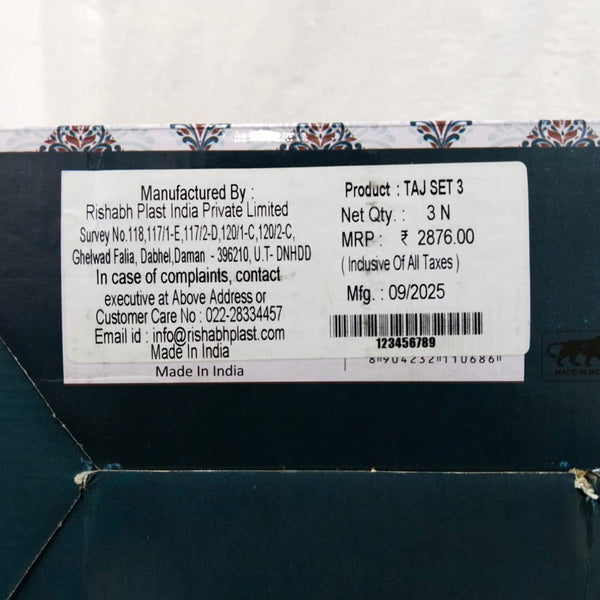 Manufactured By :
Rishabh Plast India Private Limited
Survey No.118,117/1-E,117/2-D,120/1-C,120/2-C,
Ghelwad Falia, Dabhel,Daman - 396210, U.T- DNHDD
In case of complaints, contact
executive at Above Address or
Customer Care No : 022-28334457
Email id : info@rishabhplast.com
Made In India
Made In India
Product : TAJ SET 3
Net Qty. : 3 N
MRP : ₹ 2876.00
( Inclusive Of All Taxes )
Mfg. : 09/2025
123456789
8 904232 110686
MADE IN IND